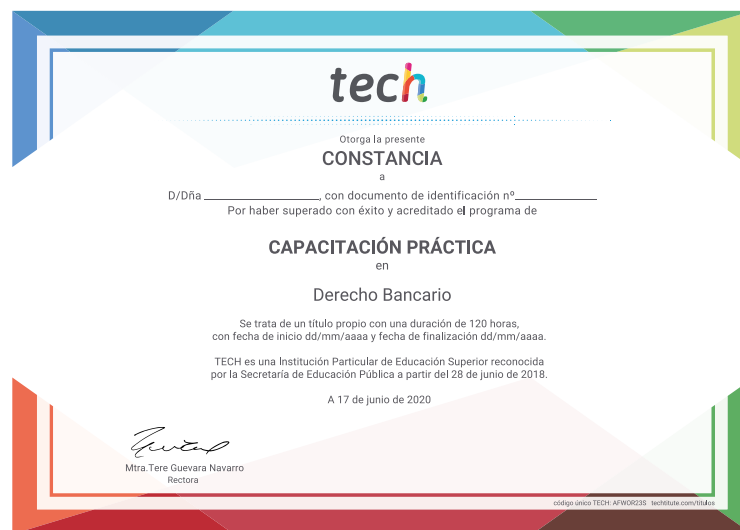 tech
Otorga la presente
CONSTANCIA
a
D/Dña ________________, con documento de identificación nº____________
Por haber superado con éxito y acreditado el programa de
CAPACITACIÓN PRÁCTICA
en
Derecho Bancario
Se trata de un título propio con una duración de 120 horas,
con fecha de inicio dd/mm/aaaa y fecha de finalización dd/mm/aaaa.
TECH es una Institución Particular de Educación Superior reconocida
por la Secretaría de Educación Pública a partir del 28 de junio de 2018.
A 17 de junio de 2020
Mtra.Tere Guevara Navarro
Rectora
código único TECH: AFWOR23S techtitute.com/titulos